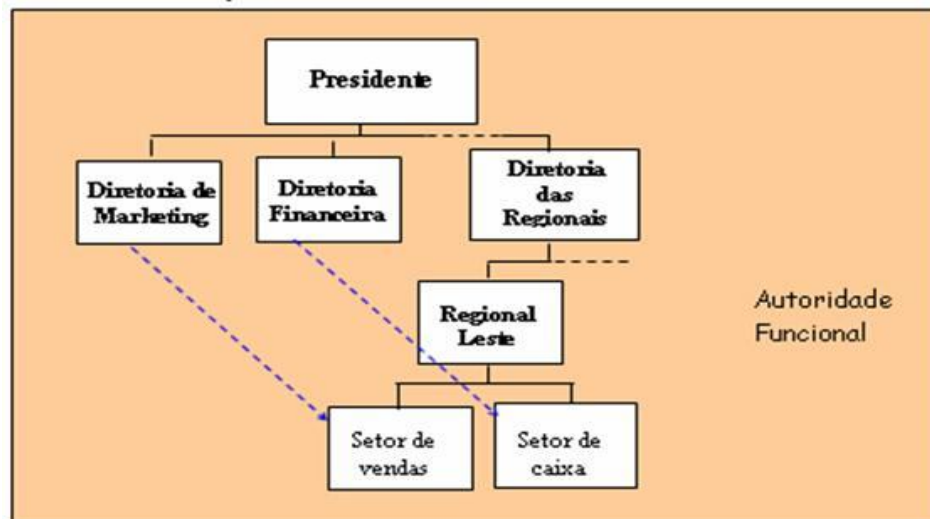 Presidente
Diretoria de
Marketing
Diretoria
Financeira
Diretoria
das
Regionais
Regional
Leste
Autoridade
Funcional
Setor de
vendas
Setor de
caixa